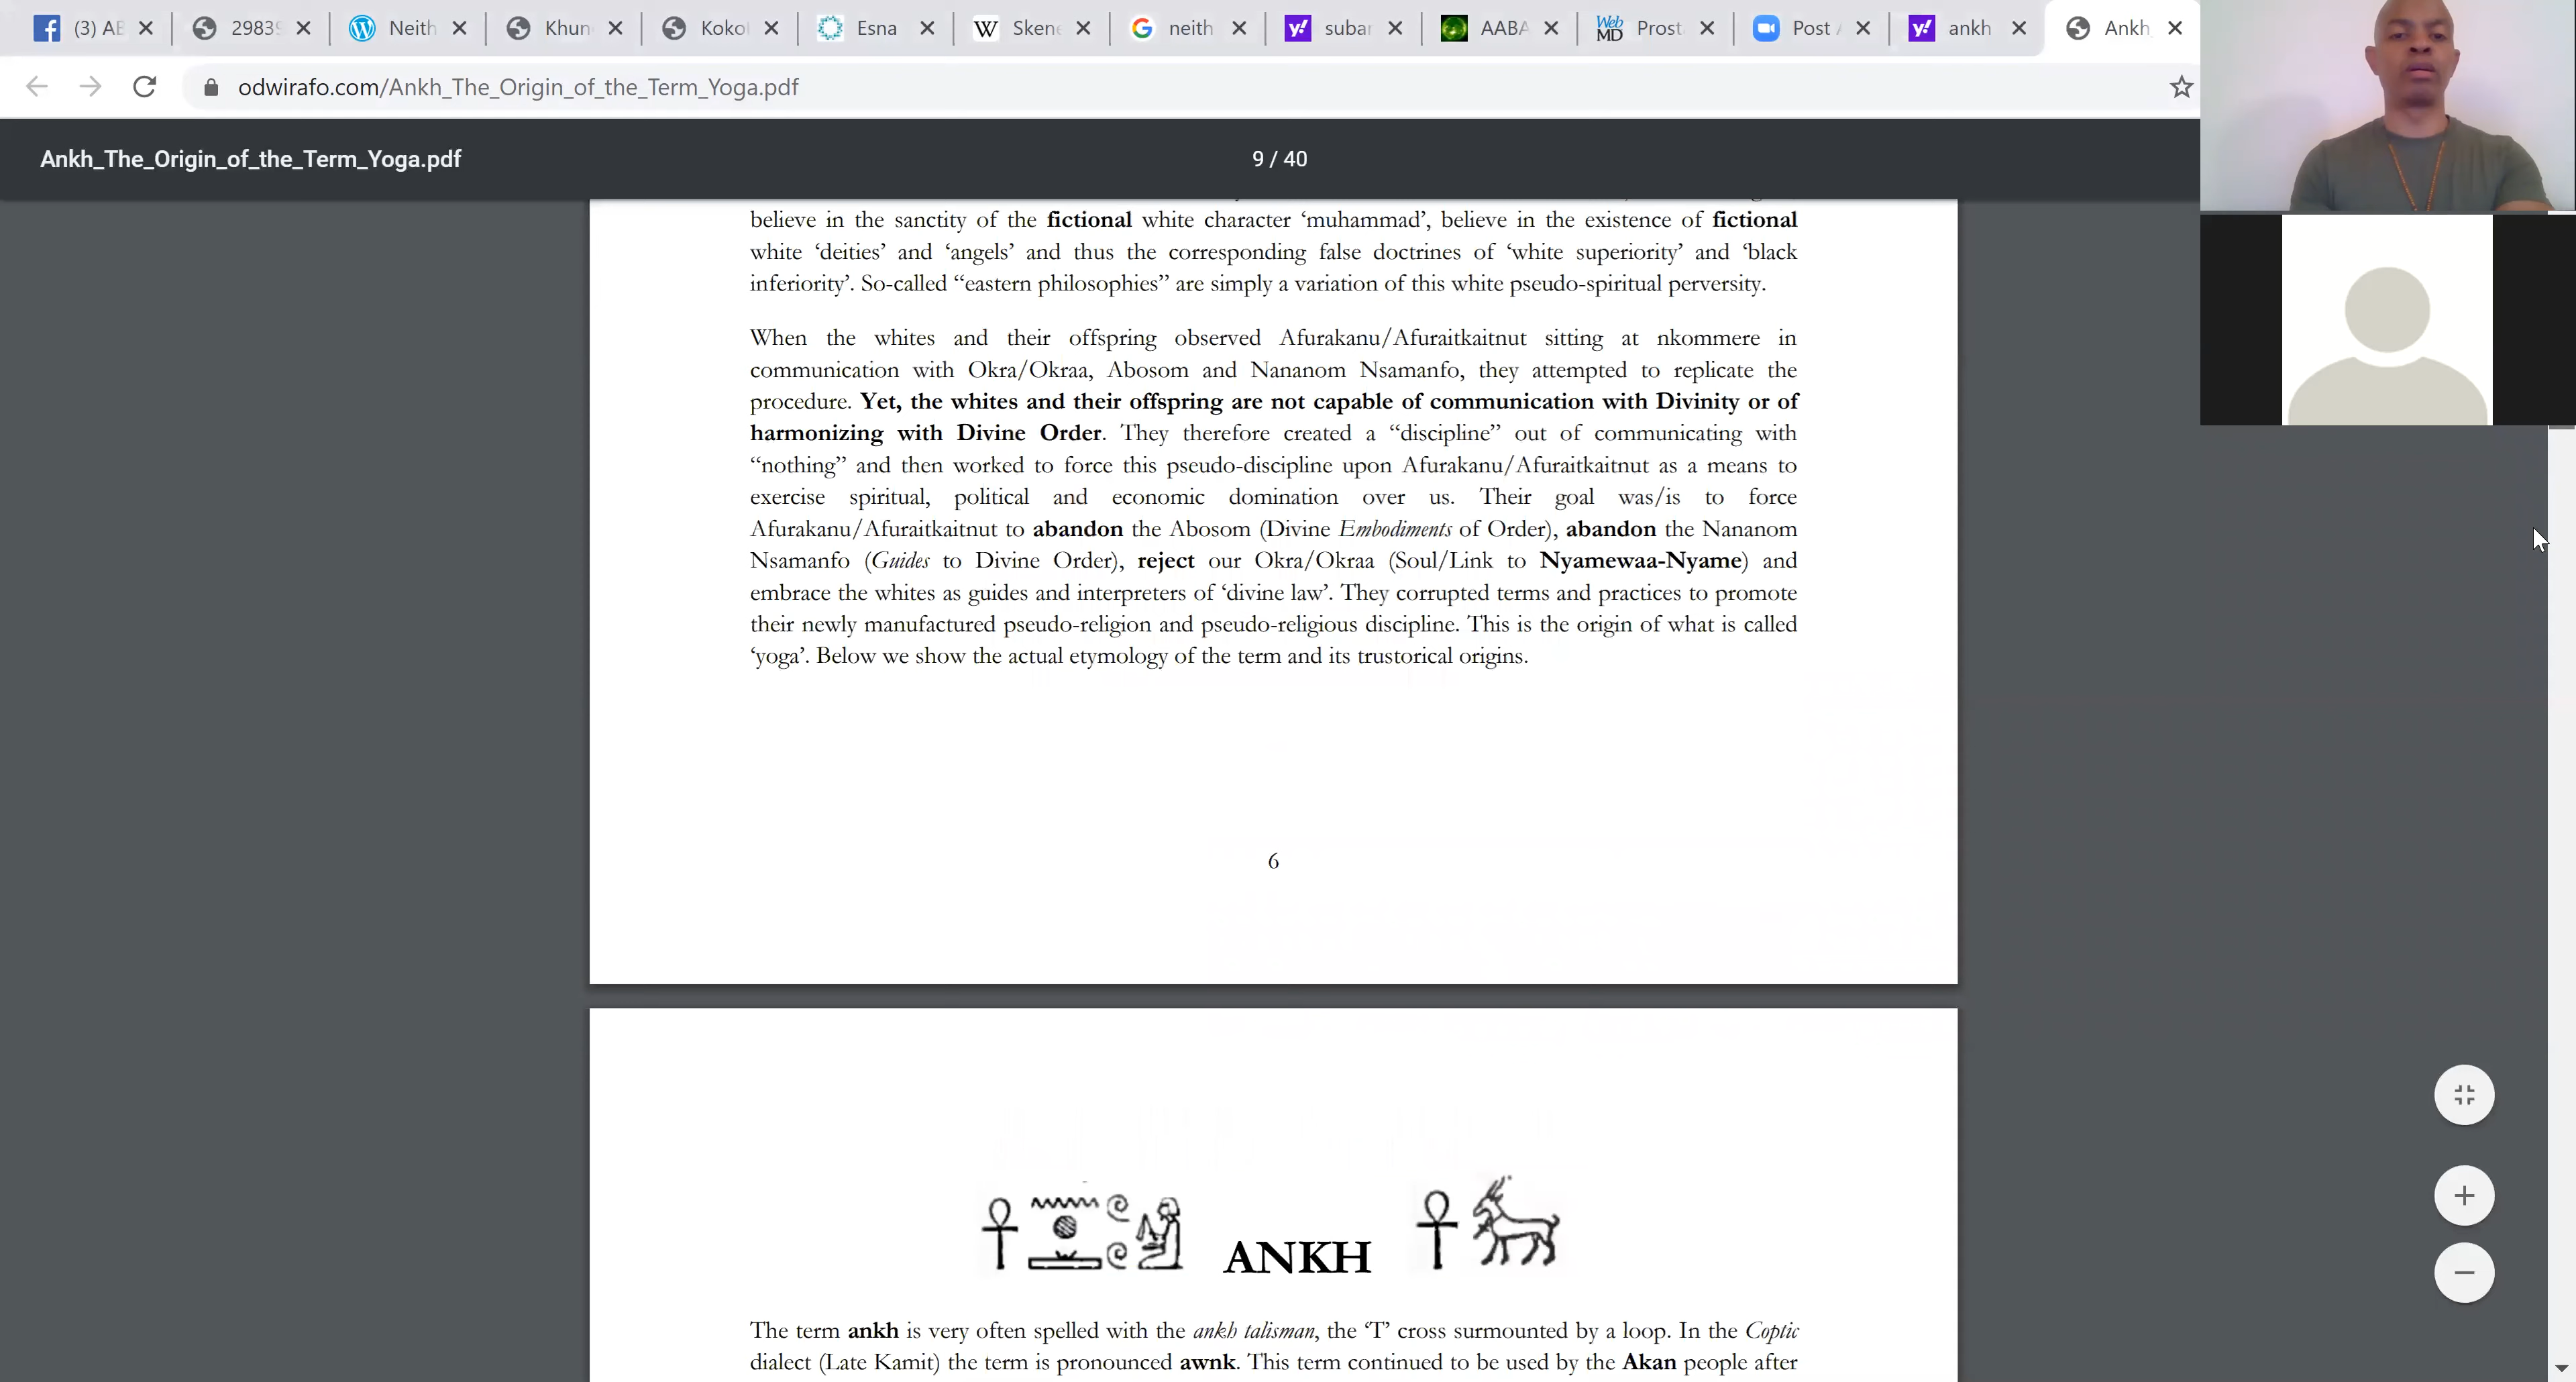 (3) AE
29839
Neith
Khun
Koko
Esna
W
Skene
G
neith
y!
subar
AABA
Web
MD
Prost
Post
y!
ankh
Ankh_
odwirafo.com/Ankh_The_Origin_of_the_Term_Yoga.pdf
Ankh_The_Origin_of_the_Term_Yoga.pdf
9 / 40
believe in the sanctity of the fictional white character ‘muhammad’, believe in the existence of fictional
white ‘deities’ and ‘angels’ and thus the corresponding false doctrines of ‘white superiority’ and ‘black
inferiority’. So-called “eastern philosophies” are simply a variation of this white pseudo-spiritual perversity.
When the whites and their offspring observed Afurakanu/Afuraitkaitnut sitting at nkommere in
communication with Okra/Okraa, Abosom and Nananom Nsamanfo, they attempted to replicate the
procedure. Yet, the whites and their offspring are not capable of communication with Divinity or of
harmonizing with Divine Order. They therefore created a “discipline” out of communicating with
“nothing” and then worked to force this pseudo-discipline upon Afurakanu/Afuraitkaitnut as a means to
exercise spiritual, political and economic domination over us. Their goal was/is to force
Afurakanu/Afuraitkaitnut to abandon the Abosom (Divine Embodiments of Order), abandon the Nananom
Nsamanfo (Guides to Divine Order), reject our Okra/Okraa (Soul/Link to Nyamewaa-Nyame) and
embrace the whites as guides and interpreters of ‘divine law’. They corrupted terms and practices to promote
their newly manufactured pseudo-religion and pseudo-religious discipline. This is the origin of what is called
‘yoga’. Below we show the actual etymology of the term and its trustorical origins.
6
ANKH
The term ankh is very often spelled with the ankh talisman, the ‘T’ cross surmounted by a loop. In the Coptic
dialect (Late Kamit) the term is pronounced awnk. This term continued to be used by the Akan people after